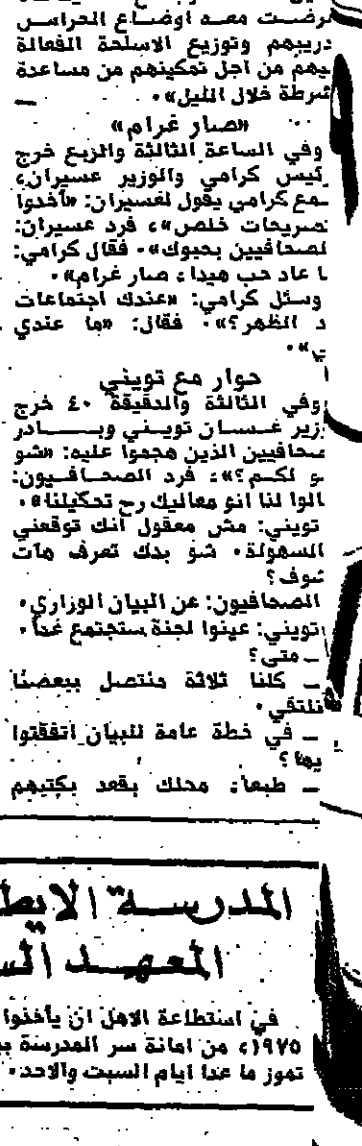 رضت معه اوضاع الحراس
دريبهم وتوزيع الاسلحة الفعالة
يهم من اجل تمكينهم من مساعدة
شرطة خلال الليل» .
«صار غرام»
وفي الساعة الثالثة والربع خرج
ئيس كرامي والوزير عسيران،
ـمع كرامي يقول لعسيران: «أخدوا
تصريحات خلص»، فرد عسيران:
لصحافيين بحبوك» . فقال كرامي:
ا عاد حب هيدا ، صار غرام» .
وسئل كرامي: «عندك اجتماعات
د الظهر؟» . فقال: «ما عندي
ي» .
حوار مع تويني
وفي الثالثة والدقيقة ٤٠ خرج
زير غسان تويني وبادر
صحافيين الذين هجموا عليه: «شو
و لكم؟» ، فرد الصحافيون:
الوا لنا انو معاليك رح تحكيلنا» .
تويني: مش معقول انك توقعني
السهولة . شو بدك تعرف هات
شوف؟
الصحافيون: عن البيان الوزاري .
تويني: عينوا لجنة ستجتمع غدا .
ـ متى؟
ـ كلنا ثلاثة منتصل ببعضنا
نلتقي .
ـ في خطة عامة للبيان اتفقتوا
يها؟
ـ طبعا، محلك بقعد بكتبهم
المدرسة الايطا
المعهد الس
في استطاعة الاهل ان يأخذوا
١٩٧٥، من امانة سر المدرسة بـ
تموز ما عدا ايام السبت والاحد .